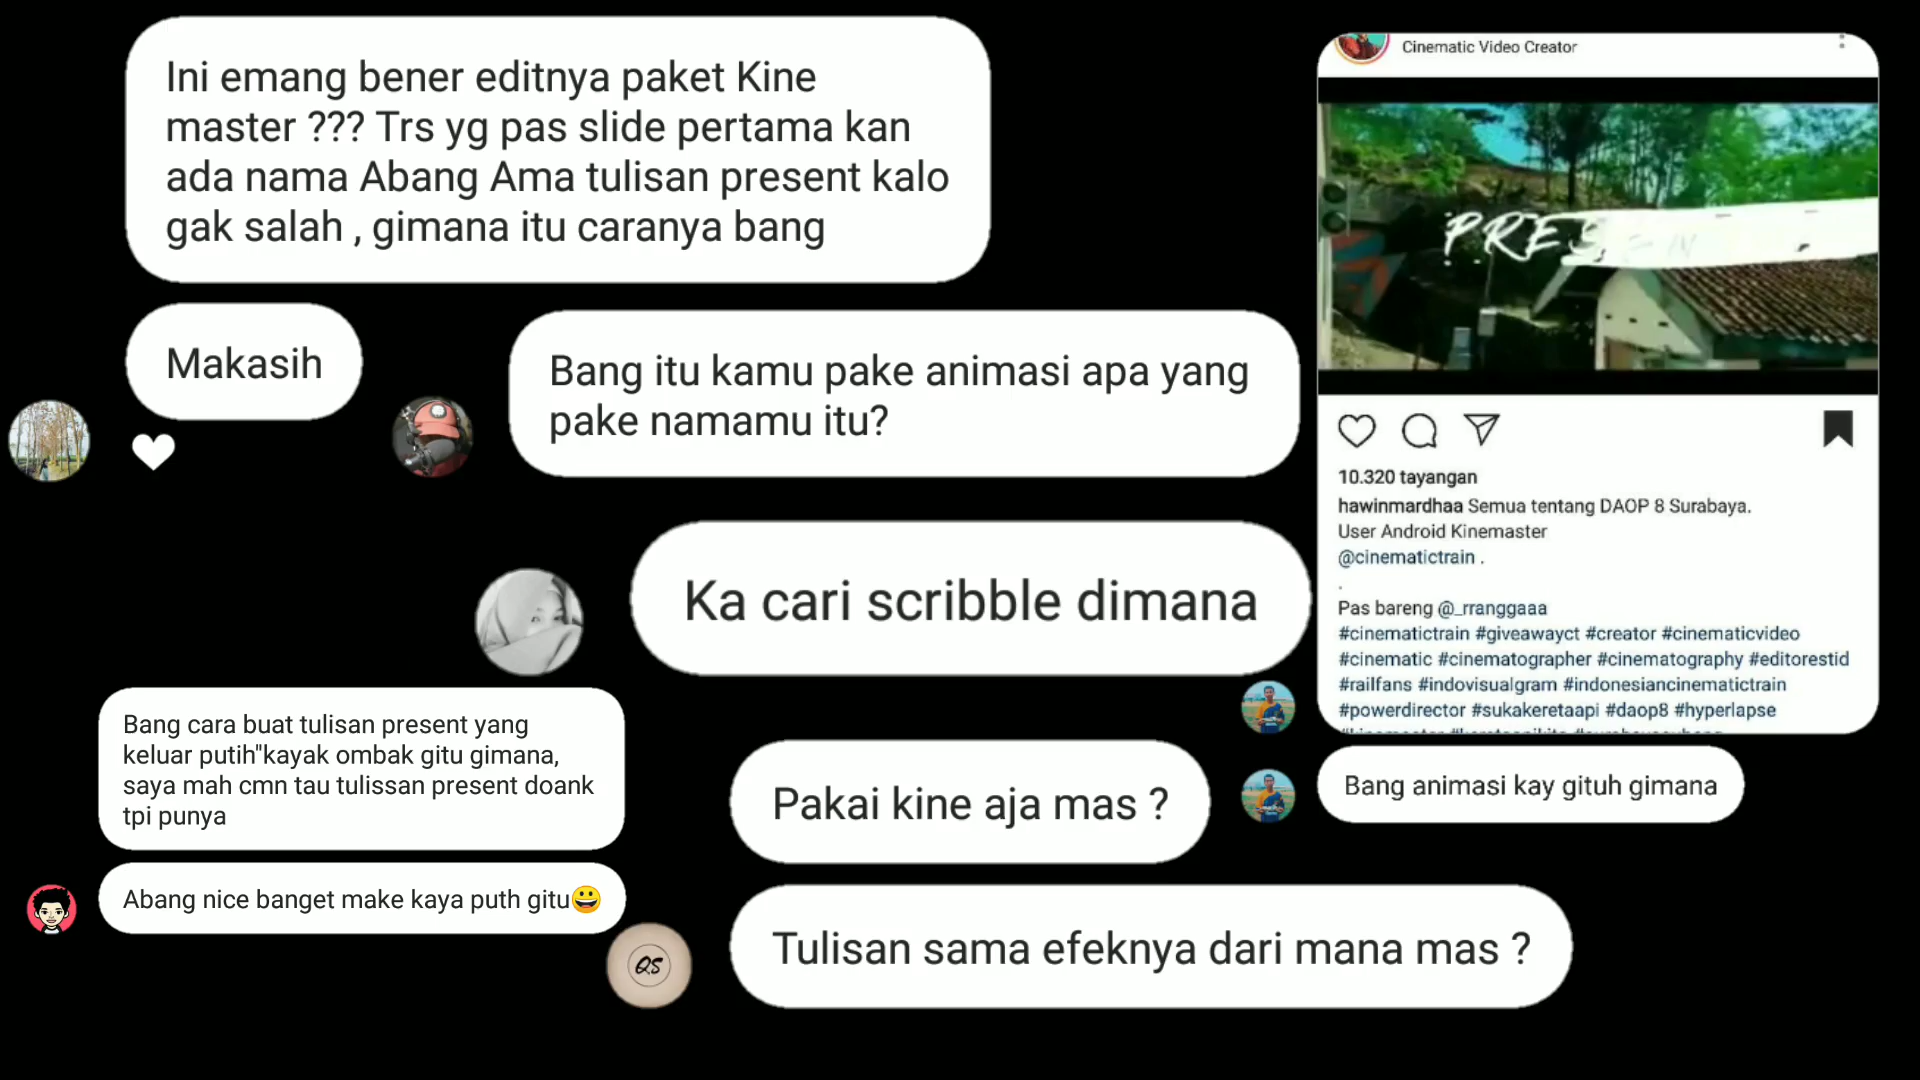 Ini emang bener editnya paket Kine
master ??? Trs yg pas slide pertama kan
ada nama Abang Ama tulisan present kalo
gak salah , gimana itu caranya bang
Makasih
Bang itu kamu pake animasi apa yang
pake namamu itu?
Ka cari scribble dimana
Bang cara buat tulisan present yang
keluar putih"kayak ombak gitu gimana,
saya mah cmn tau tulissan present doank
tpi punya
Abang nice banget make kaya puth gitu😀
QS
Pakai kine aja mas ?
Tulisan sama efeknya dari mana mas ?
Cinematic Video Creator
PRESEN
10.320 tayangan
hawinmardhaa Semua tentang DAOP 8 Surabaya.
User Android Kinemaster
@cinematictrain .
.
Pas bareng @_rranggaaa
#cinematictrain #giveawayct #creator #cinematicvideo
#cinematic #cinematographer #cinematography #editorestid
#railfans #indovisualgram #indonesiancinematictrain
#powerdirector #sukakeretaapi #daop8 #hyperlapse
Bang animasi kay gituh gimana